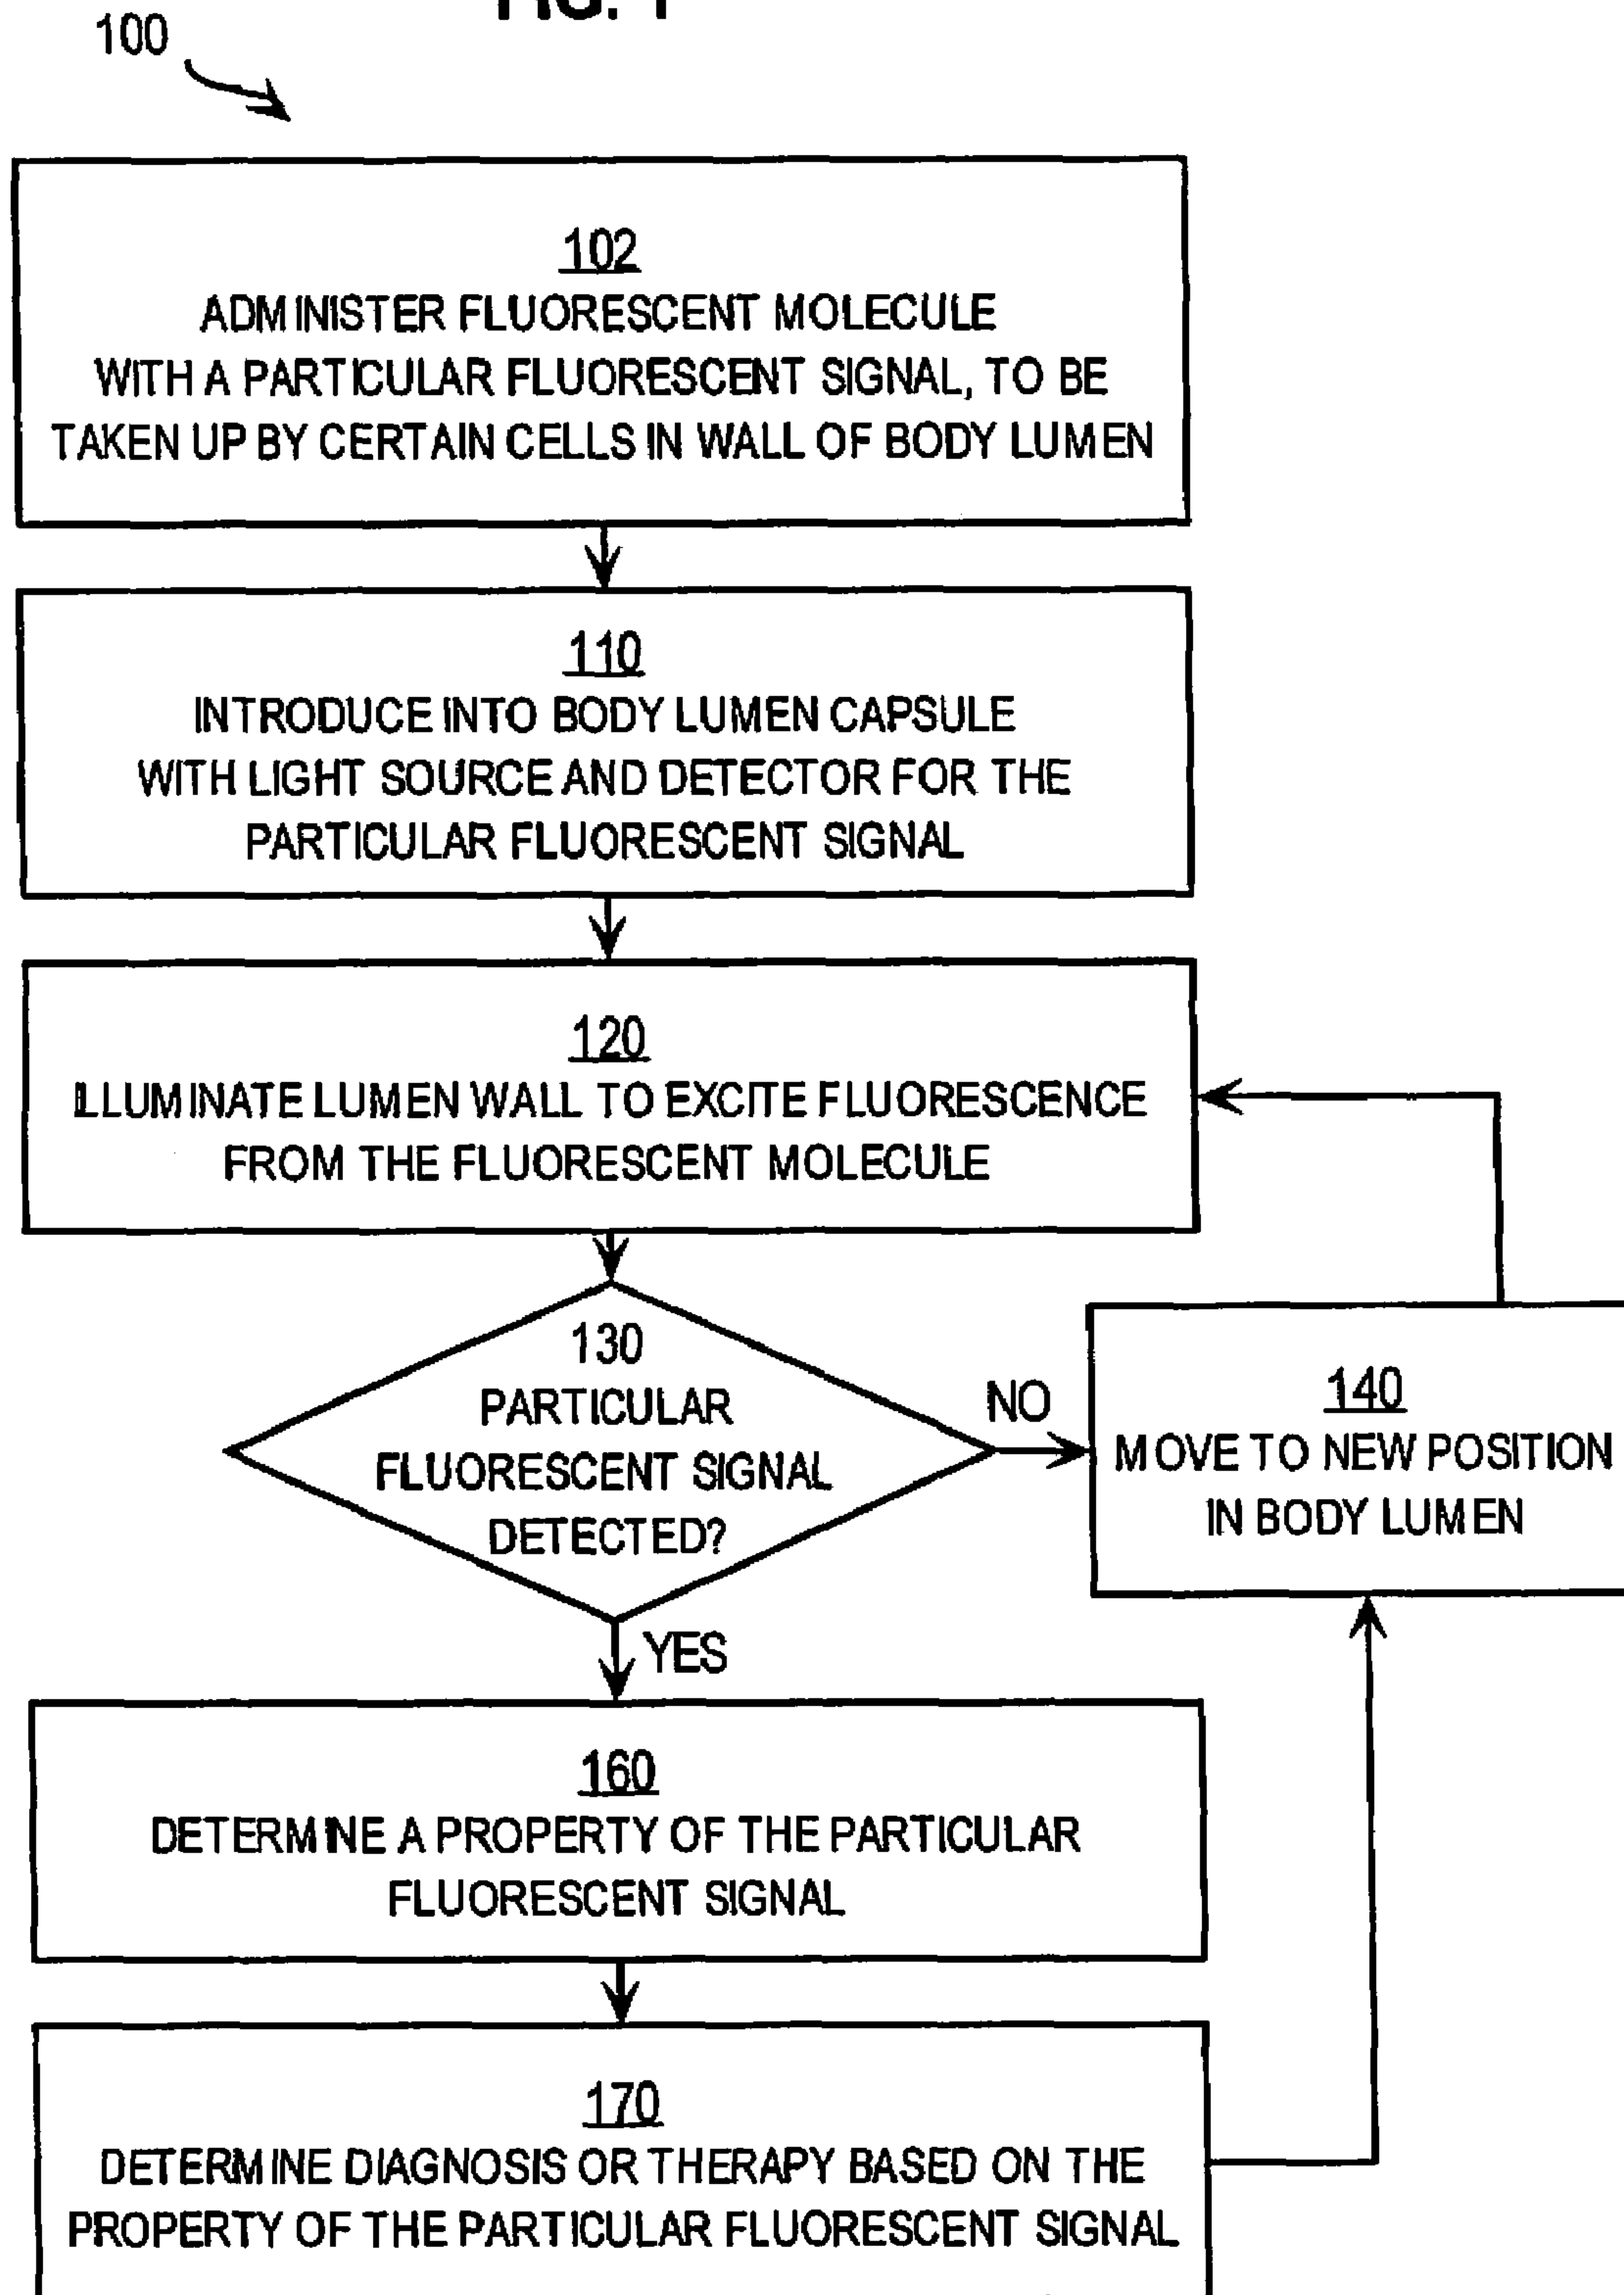 FIG. 1
100
102
ADMINISTER FLUORESCENT MOLECULE
WITH A PARTICULAR FLUORESCENT SIGNAL, TO BE
TAKEN UP BY CERTAIN CELLS IN WALL OF BODY LUMEN
110
INTRODUCE INTO BODY LUMEN CAPSULE
WITH LIGHT SOURCE AND DETECTOR FOR THE
PARTICULAR FLUORESCENT SIGNAL
120
ILLUMINATE LUMEN WALL TO EXCITE FLUORESCENCE
FROM THE FLUORESCENT MOLECULE
130
PARTICULAR
FLUORESCENT SIGNAL
DETECTED?
NO
140
MOVE TO NEW POSITION
IN BODY LUMEN
YES
160
DETERMINE A PROPERTY OF THE PARTICULAR
FLUORESCENT SIGNAL
170
DETERMINE DIAGNOSIS OR THERAPY BASED ON THE
PROPERTY OF THE PARTICULAR FLUORESCENT SIGNAL